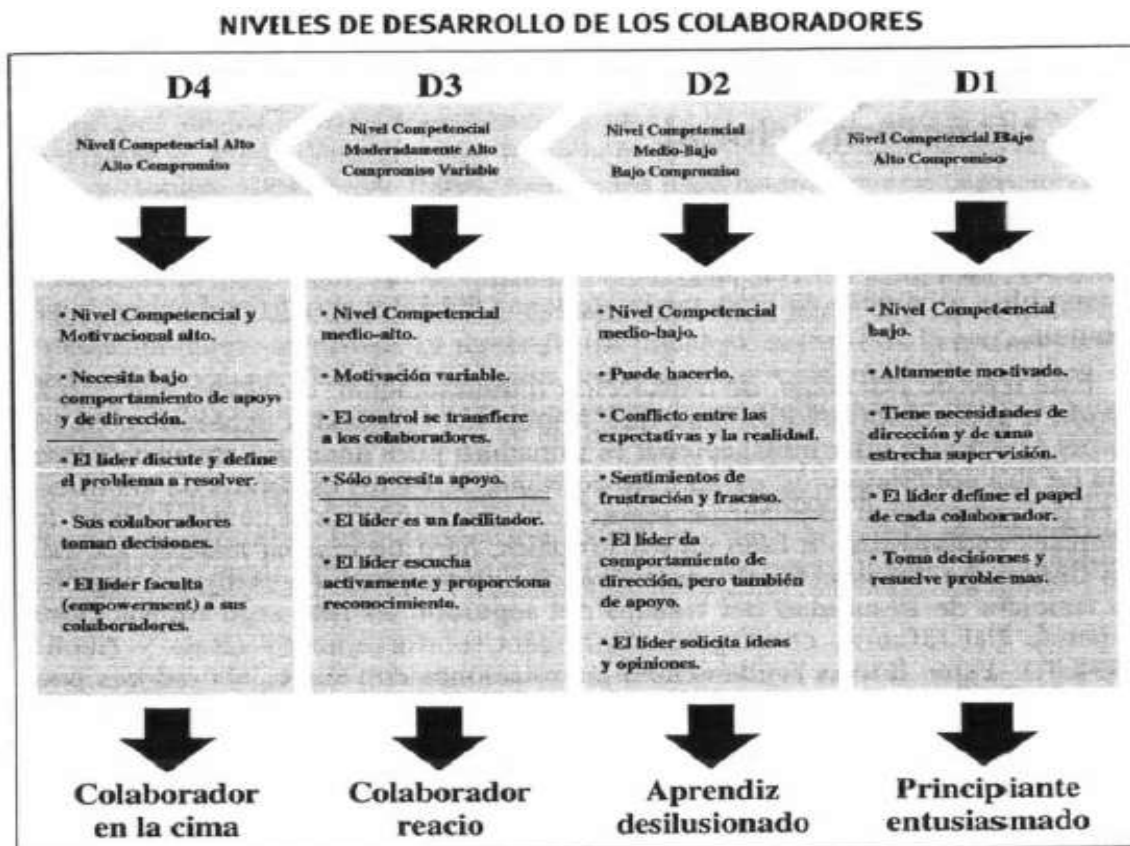 NIVELES DE DESARROLLO DE LOS COLABORADORES
D4
Nivel Competencial Alto
Alto Compromiso
D3
Nivel Competencial
Moderadamente Alto
Compromiso Variable
D2
Nivel Competencial
Medio-Bajo
Bajo Compromiso
D1
Nivel Competencial Bajo
Alto Compromiso
• Nivel Competencial y
Motivacional alto.
• Necesita bajo
comportamiento de apoyo
y de dirección.
• El líder discute y define
el problema a resolver.
• Sus colaboradores
toman decisiones.
• El líder faculta
(empowerment) a sus
colaboradores.
• Nivel Competencial
medio-alto.
• Motivación variable.
• El control se transfiere
a los colaboradores.
• Sólo necesita apoyo.
• El líder es un facilitador.
• El líder escucha
activamente y proporciona
reconocimiento.
• Nivel Competencial
medio-bajo.
• Puede hacerlo.
• Conflicto entre las
expectativas y la realidad.
• Sentimientos de
frustración y fracaso.
• El líder da
comportamiento de
dirección, pero también
de apoyo.
• El líder solicita ideas
y opiniones.
• Nivel Competencial
bajo.
• Altamente motivado.
• Tiene necesidades de
dirección y de una
estrecha supervisión.
• El líder define el papel
de cada colaborador.
• Toma decisiones y
resuelve problemas.
Colaborador
en la cima
Colaborador
reacio
Aprendiz
desilusionado
Principiante
entusiasmado